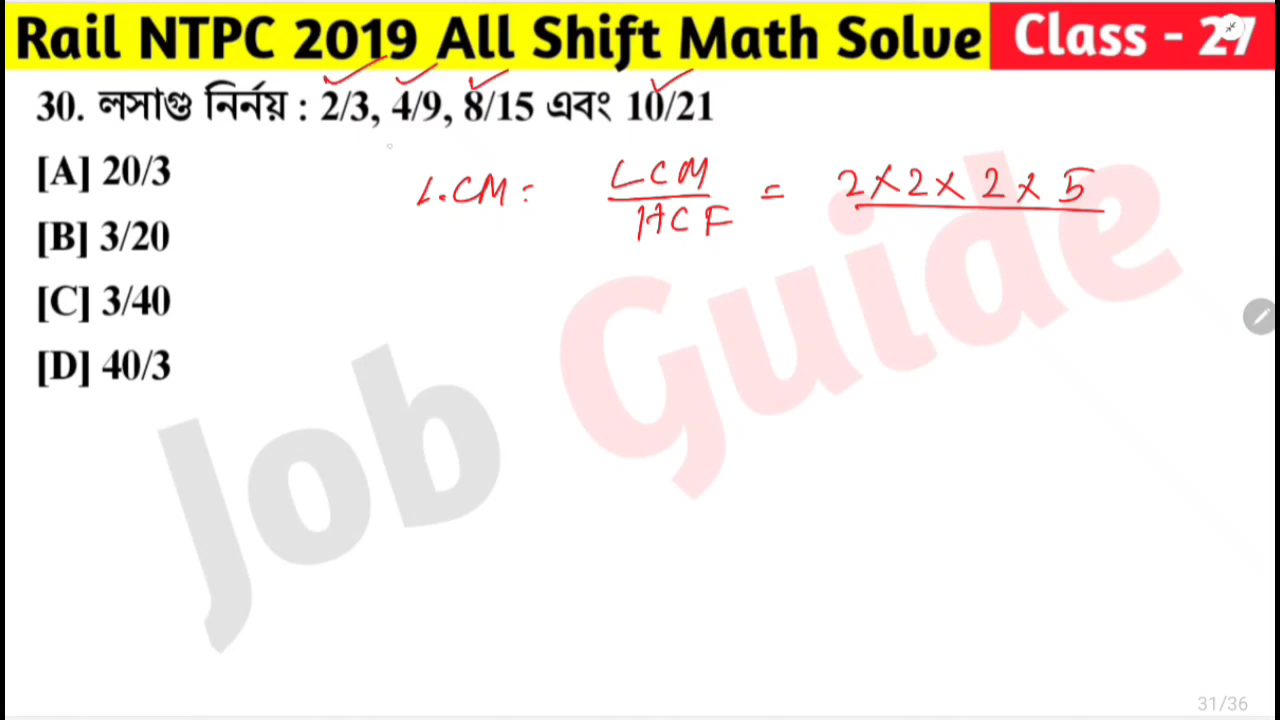 Rail NTPC 2019 All Shift Math Solve Class - 27
30. লসাগু নির্নয় : 2/3, 4/9, 8/15 এবং 10/21
[A] 20/3
[B] 3/20
[C] 3/40
[D] 40/3
L.CM = LCM / HCF = 2 × 2 × 2 × 5
Job Guide
31/36